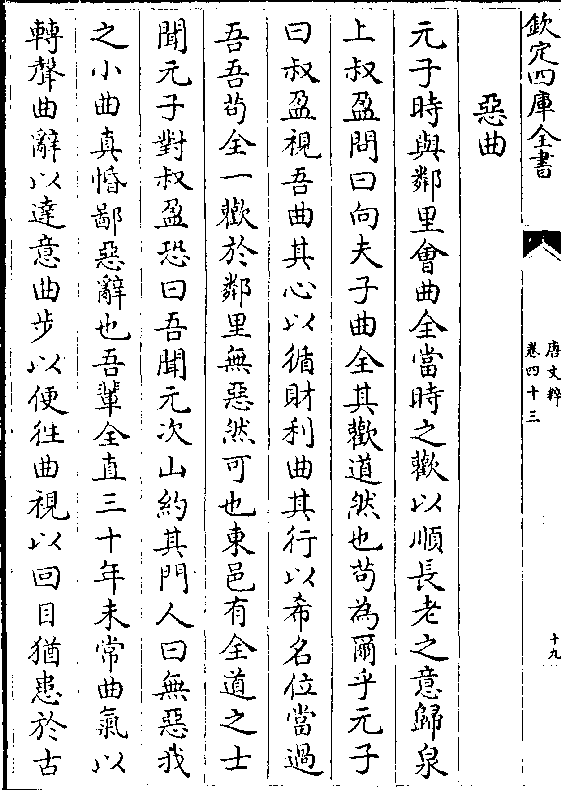 欽定四庫全書
唐文粹
卷四十三
十九
惡曲
元子時與鄰里會曲全當時之歡以順長老之意歸泉
上叔盈問曰向夫子曲全其歡道然也苟為爾乎元子
曰叔盈視吾曲其心以循財利曲其行以希名位當過
吾吾苟全一歡於鄰里無惡然可也東邑有全道之士
聞元子對叔盈恐曰吾聞元次山約其門人曰無惡我
之小曲真惛鄙惡辭也吾輩全直三十年未常曲氣以
轉聲曲辭以達意曲步以便往曲視以回目猶患於古